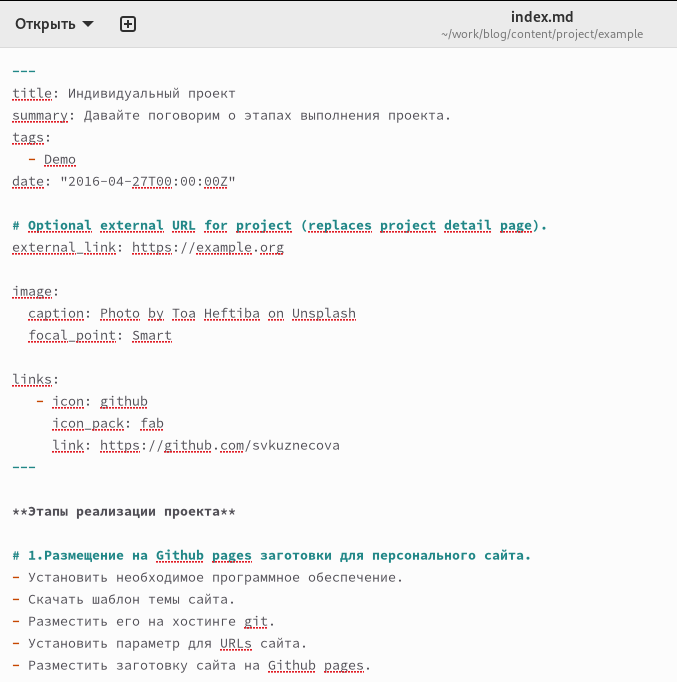 Открыть
index.md
~/work/blog/content/project/example
---
title: Индивидуальный проект
summary: Давайте поговорим о этапах выполнения проекта.
tags:
  - Demo
date: "2016-04-27T00:00:00Z"

# Optional external URL for project (replaces project detail page).
external_link: https://example.org

image:
  caption: Photo by Toa Heftiba on Unsplash
  focal_point: Smart

links:
   - icon: github
     icon_pack: fab
     link: https://github.com/svkuznecova
---

**Этапы реализации проекта**

# 1.Размещение на Github pages заготовки для персонального сайта.
- Установить необходимое программное обеспечение.
- Скачать шаблон темы сайта.
- Разместить его на хостинге git.
- Установить параметр для URLs сайта.
- Разместить заготовку сайта на Github pages.